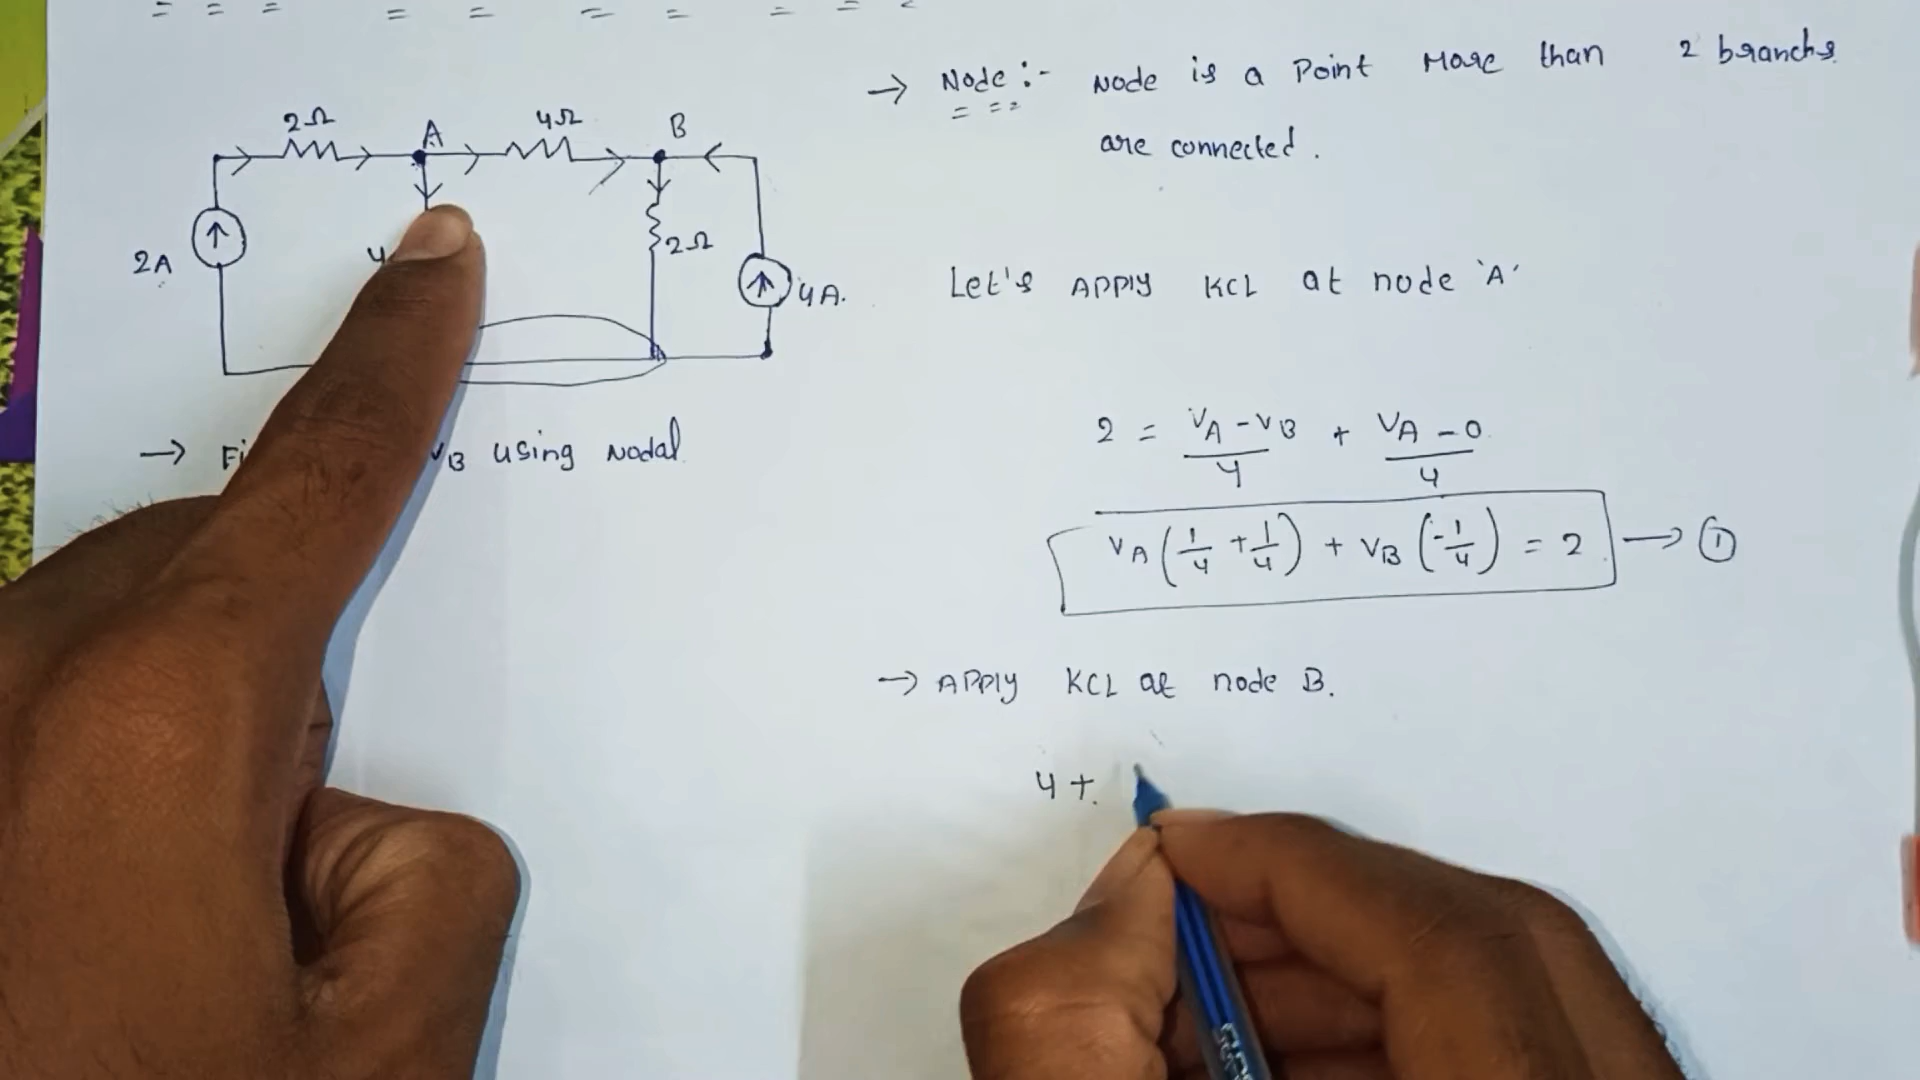 → Node :- Node is a Point More than 2 branchs
are connected.
2Ω A 4Ω B
2A 4 2Ω 4A.
Let's APPly KCL at node 'A'
→ Fi VB using Nodal
2 = VA - VB / 4 + VA - 0 / 4
VA (1/4 + 1/4) + VB (-1/4) = 2 → ①
→ APPly KCL at node B.
4 +